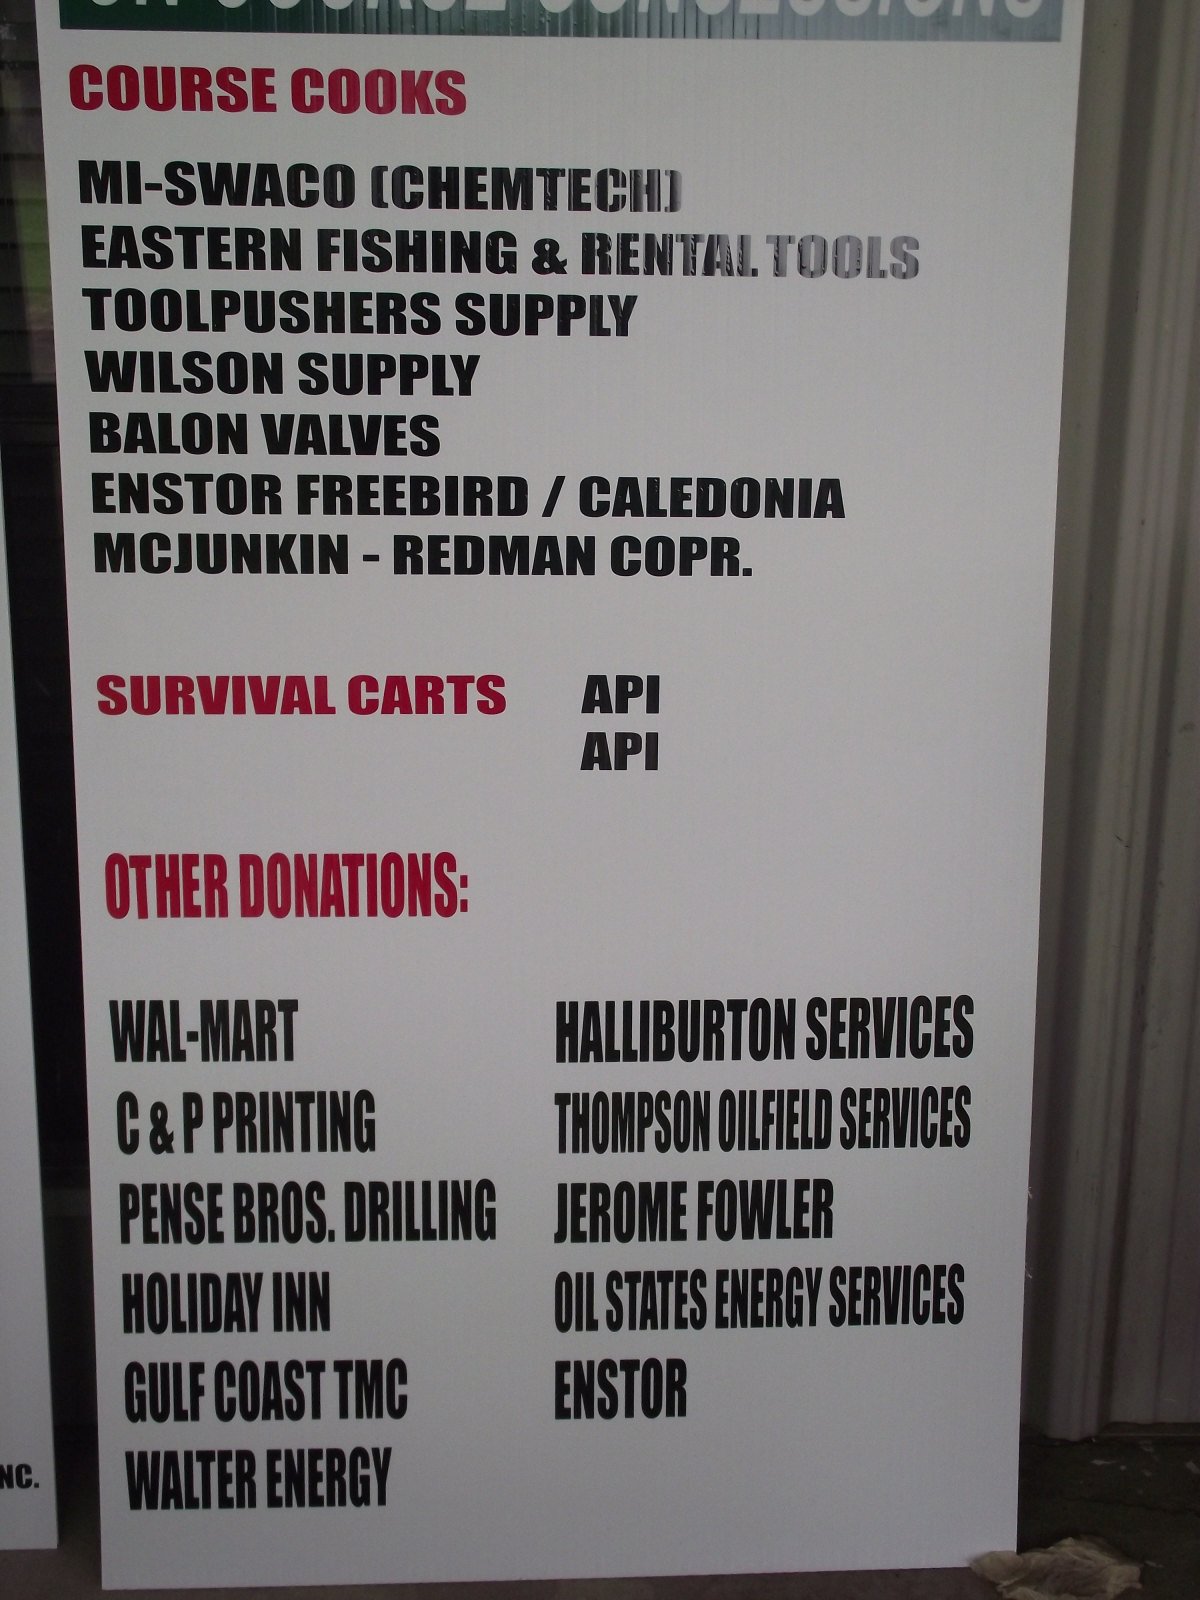 COURSE CONCESSIONS
COURSE COOKS
MI-SWACO (CHEMTECH)
EASTERN FISHING & RENTAL TOOLS
TOOLPUSHERS SUPPLY
WILSON SUPPLY
BALON VALVES
ENSTOR FREEBIRD / CALEDONIA
MCJUNKIN - REDMAN COPR.
SURVIVAL CARTS API
API
OTHER DONATIONS:
WAL-MART HALLIBURTON SERVICES
C & P PRINTING THOMPSON OILFIELD SERVICES
PENSE BROS. DRILLING JEROME FOWLER
HOLIDAY INN OIL STATES ENERGY SERVICES
GULF COAST TMC ENSTOR
WALTER ENERGY
NC.